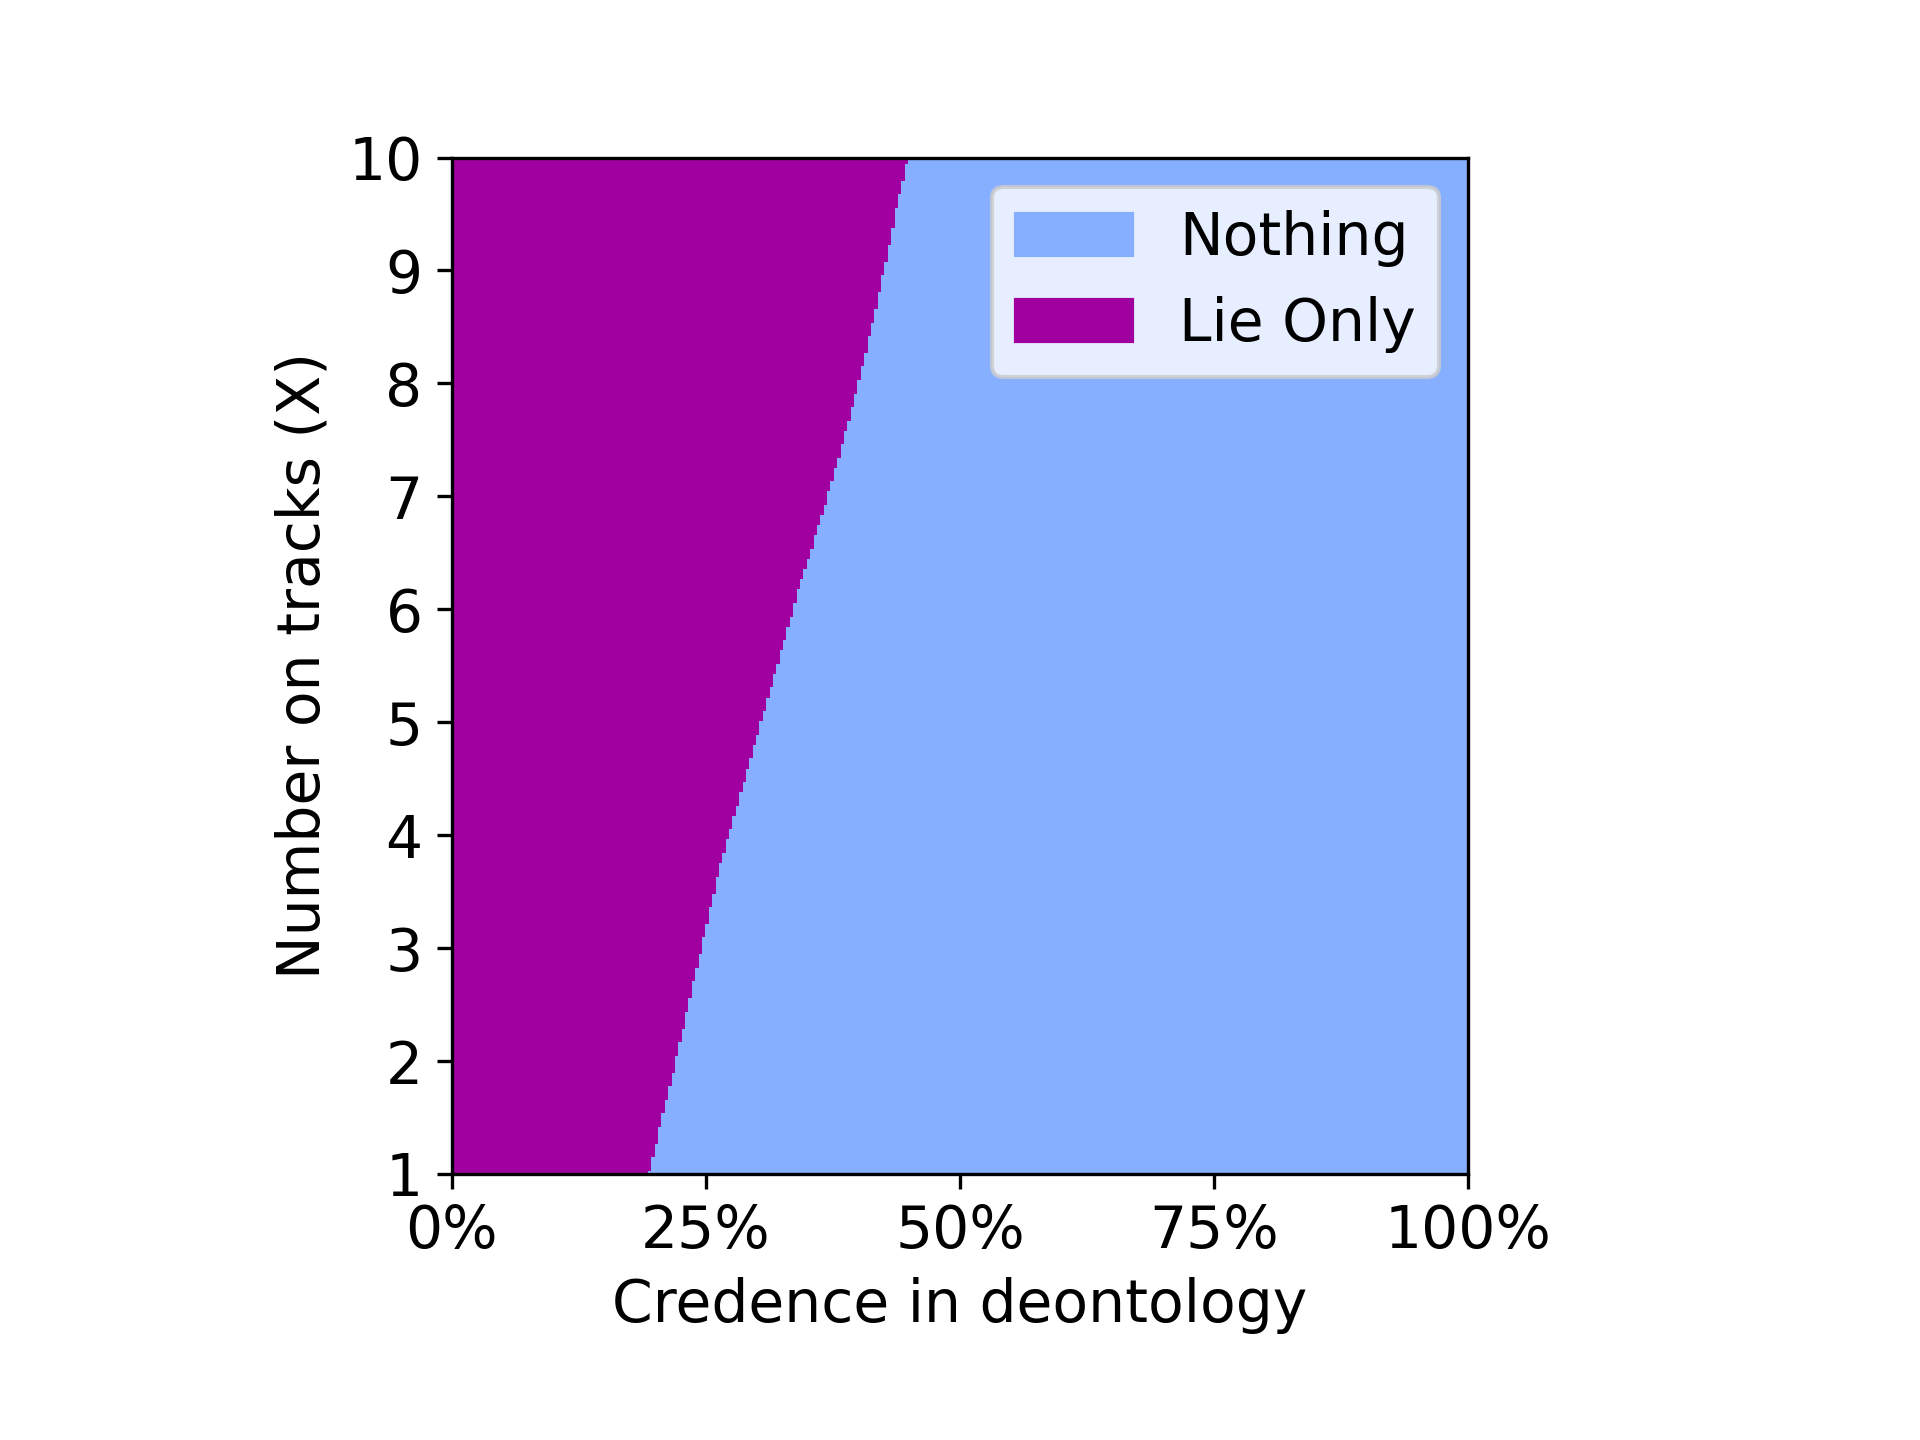 10
9
8
7
6
5
4
3
2
1
Number on tracks (X)
Nothing
Lie Only
0% 25% 50% 75% 100%
Credence in deontology